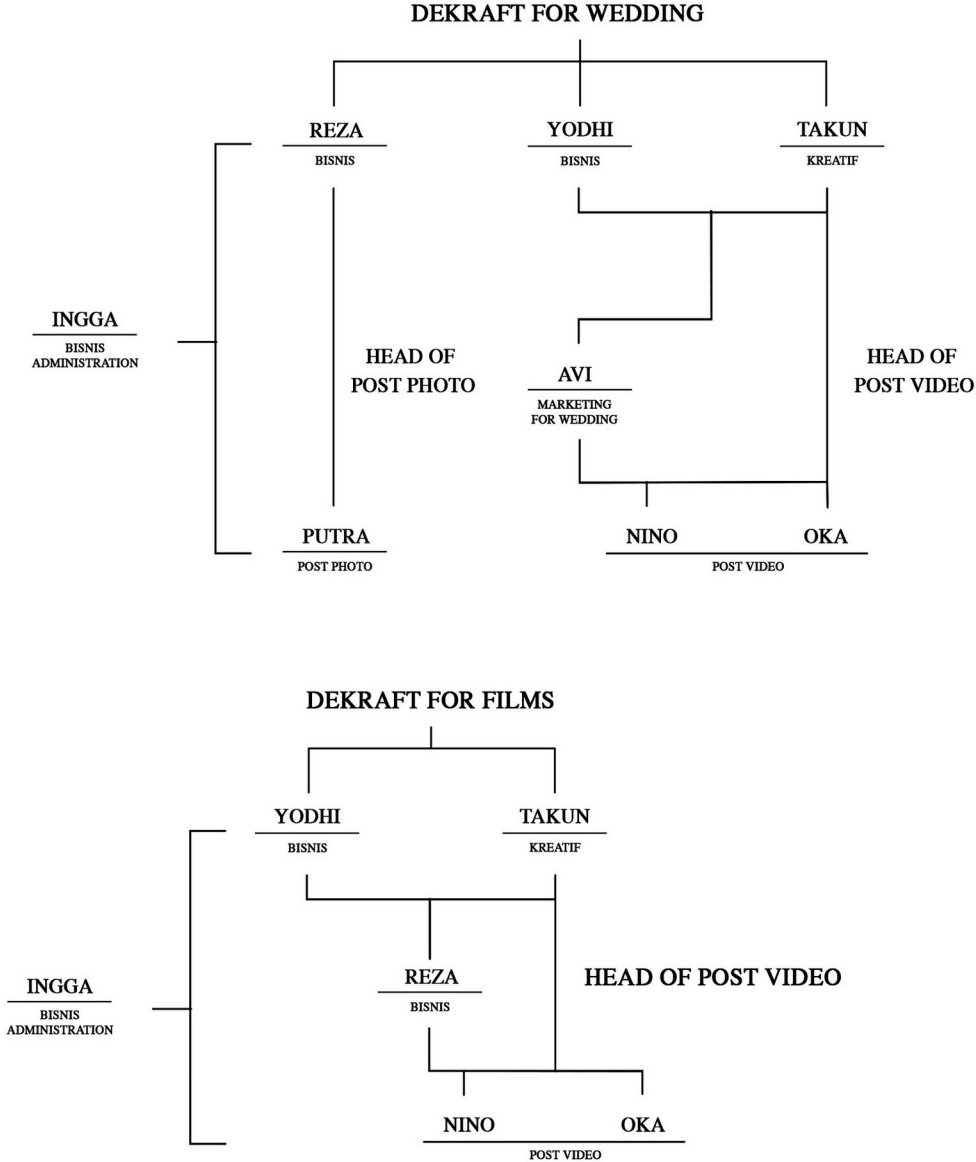 DEKRAFT FOR WEDDING
REZA
BISNIS
YODHI
BISNIS
TAKUN
KREATIF
INGGA
BISNIS
ADMINISTRATION
HEAD OF
POST PHOTO
AVI
MARKETING
FOR WEDDING
HEAD OF
POST VIDEO
PUTRA
POST PHOTO
NINO
OKA
POST VIDEO
DEKRAFT FOR FILMS
YODHI
BISNIS
TAKUN
KREATIF
INGGA
BISNIS
ADMINISTRATION
REZA
BISNIS
HEAD OF POST VIDEO
NINO
OKA
POST VIDEO